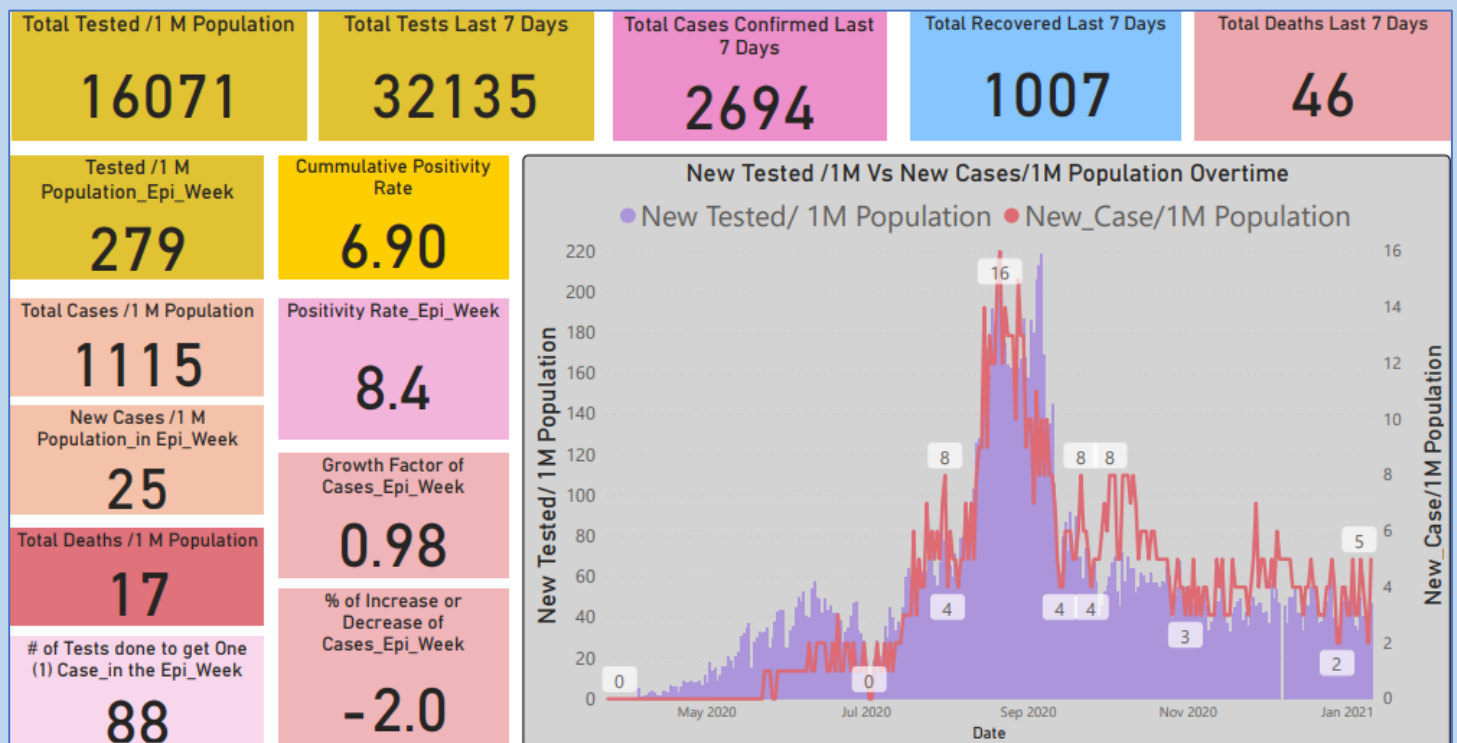 Total Tested /1 M Population
16071
Total Tests Last 7 Days
32135
Total Cases Confirmed Last
7 Days
2694
Total Recovered Last 7 Days
1007
Total Deaths Last 7 Days
46
Tested /1 M
Population_Epi_Week
279
Cummulative Positivity
Rate
6.90
Total Cases /1 M Population
1115
Positivity Rate_Epi_Week
8.4
New Cases /1 M
Population_in Epi_Week
25
Growth Factor of
Cases_Epi_Week
0.98
Total Deaths /1 M Population
17
% of Increase or
Decrease of
Cases_Epi_Week
-2.0
# of Tests done to get One
(1) Case_in the Epi_Week
88
New Tested /1M Vs New Cases/1M Population Overtime
New Tested/ 1M Population
New_Case/1M Population
New Tested/ 1M Population
220
200
180
160
140
120
100
80
60
40
20
0
0
8
4
0
16
4
8
4
8
3
2
5
16
14
12
10
8
6
4
2
0
New_Case/1M Population
May 2020
Jul 2020
Sep 2020
Nov 2020
Jan 2021
Date